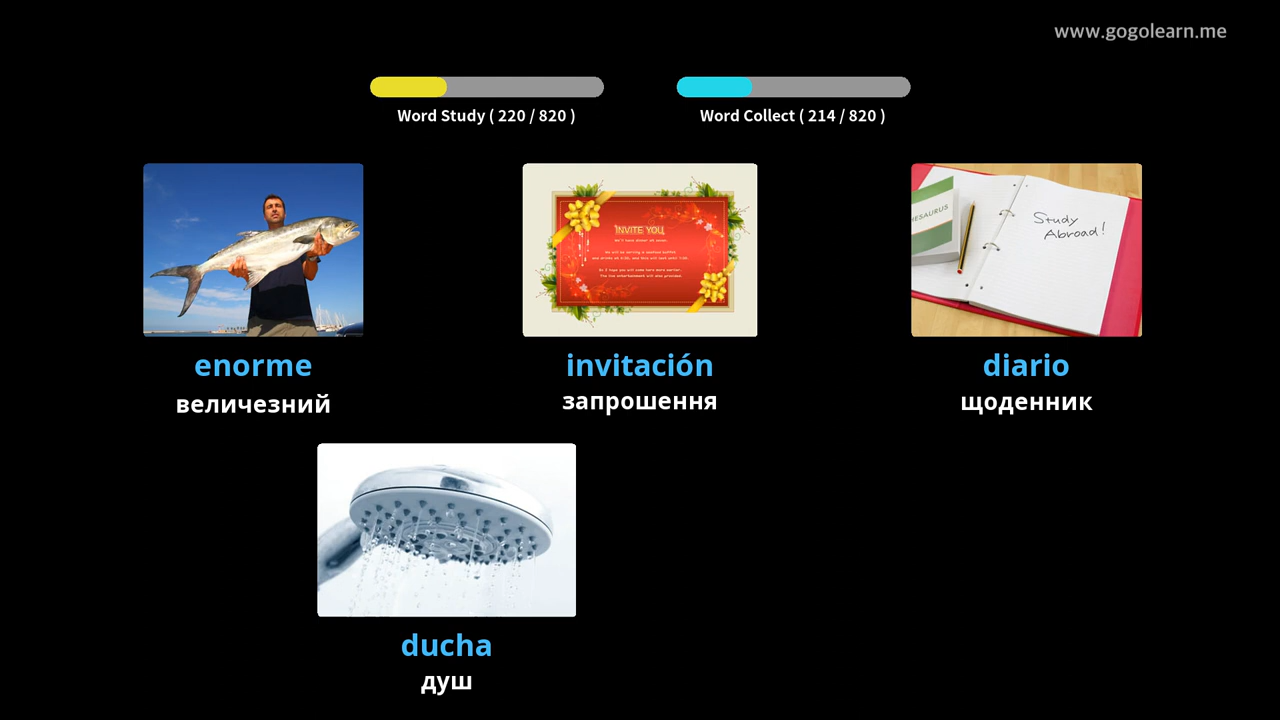 www.gogolearn.me
Word Study ( 220 / 820 )
Word Collect ( 214 / 820 )
INVITE YOU
ESAURUS
Study
Abroad!
enorme
invitación
diario
величезний
запрошення
щоденник
ducha
душ